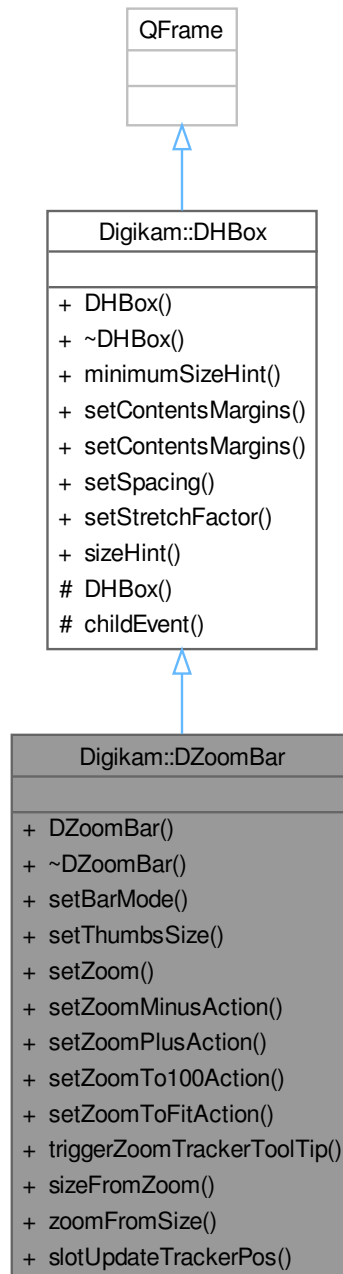 QFrame
Digikam::DHBox
+ DHBox()
+ ~DHBox()
+ minimumSizeHint()
+ setContentsMargins()
+ setContentsMargins()
+ setSpacing()
+ setStretchFactor()
+ sizeHint()
# DHBox()
# childEvent()
Digikam::DZoomBar
+ DZoomBar()
+ ~DZoomBar()
+ setBarMode()
+ setThumbsSize()
+ setZoom()
+ setZoomMinusAction()
+ setZoomPlusAction()
+ setZoomTo100Action()
+ setZoomToFitAction()
+ triggerZoomTrackerToolTip()
+ sizeFromZoom()
+ zoomFromSize()
+ slotUpdateTrackerPos()